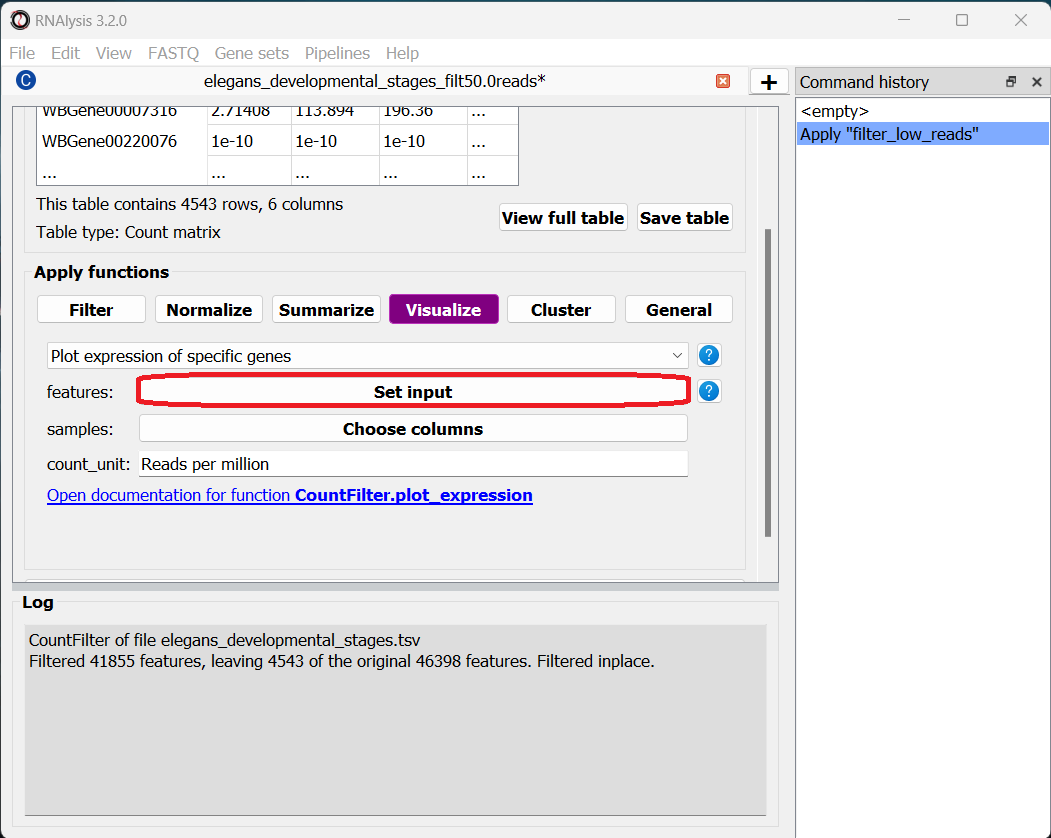 RNAlysis 3.2.0
File Edit View FASTQ Gene sets Pipelines Help
C elegans_developmental_stages_filt50.0reads* +
WBGene00007316 2.71408 113.894 196.36 ...
WBGene00220076 1e-10 1e-10 1e-10 ...
... ... ... ... ...
This table contains 4543 rows, 6 columns
Table type: Count matrix
View full table Save table
Apply functions
Filter Normalize Summarize Visualize Cluster General
Plot expression of specific genes ?
features: Set input ?
samples: Choose columns
count_unit: Reads per million
Open documentation for function CountFilter.plot_expression
Log
CountFilter of file elegans_developmental_stages.tsv
Filtered 41855 features, leaving 4543 of the original 46398 features. Filtered inplace.
Command history
<empty>
Apply "filter_low_reads"